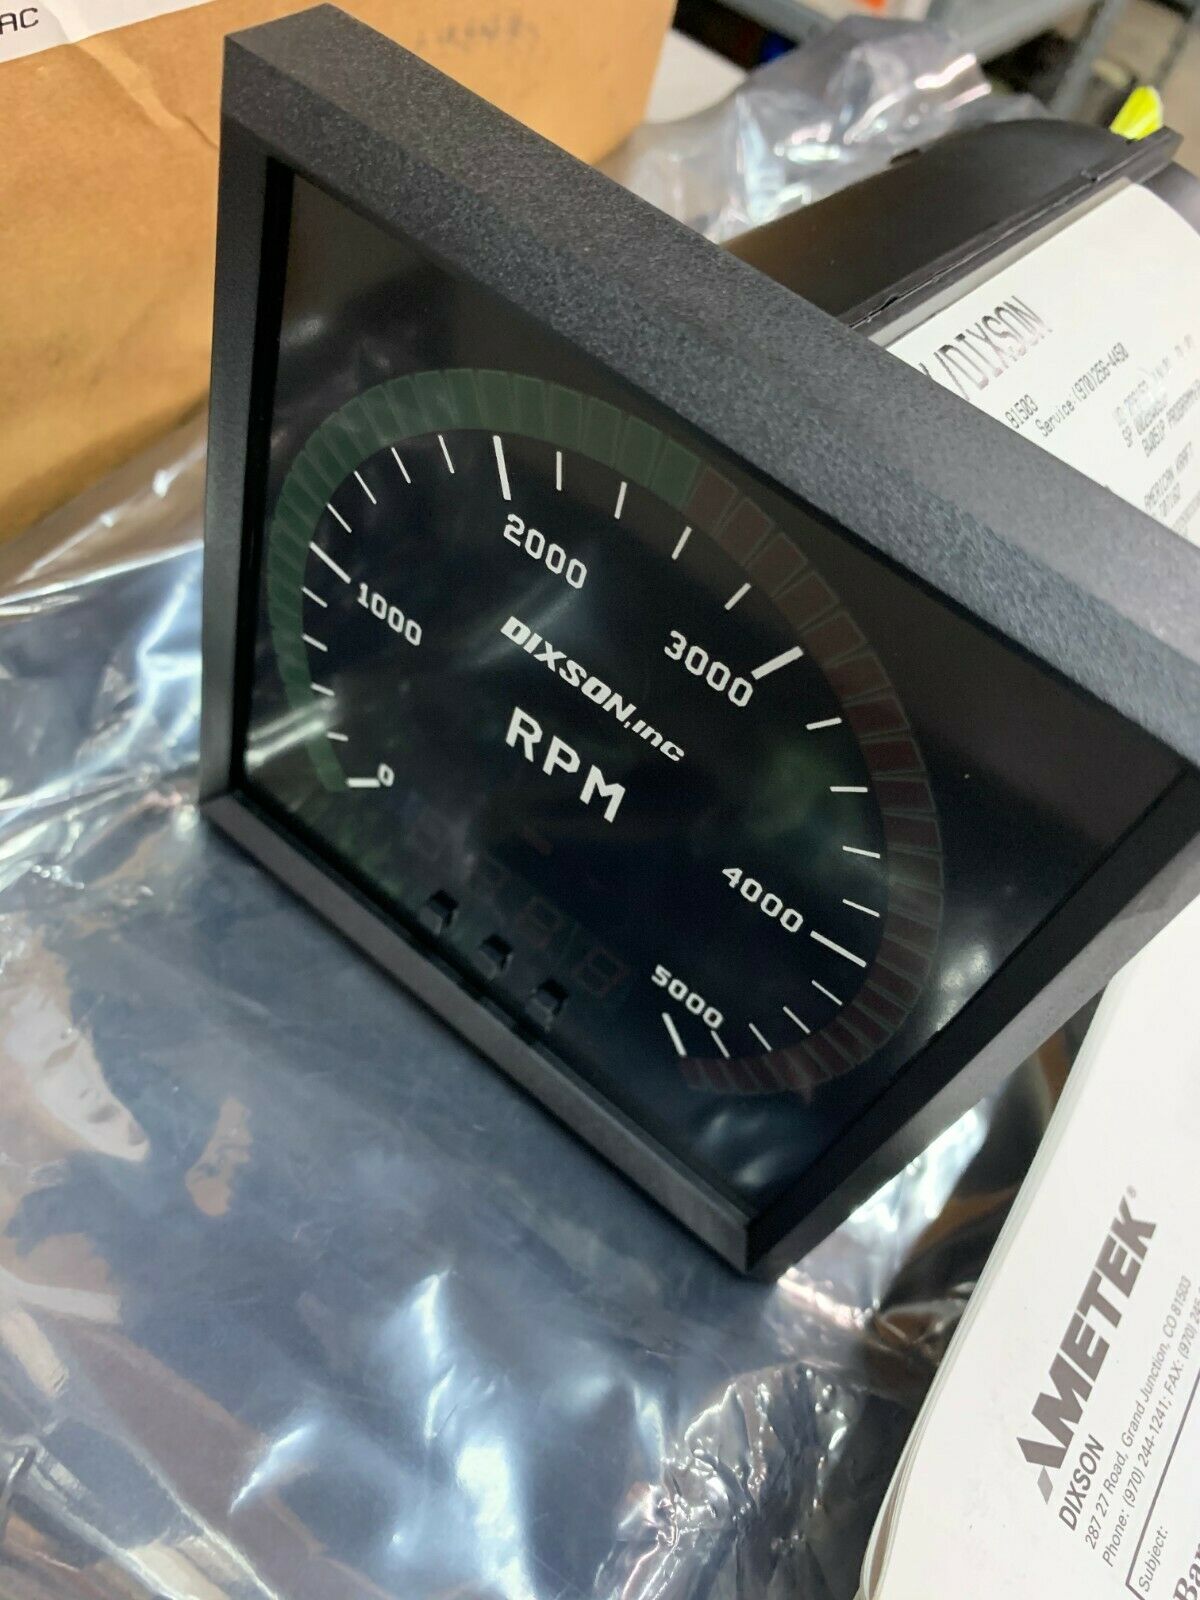 AC
0
1000
2000
3000
4000
5000
DIXSON, inc
RPM
/DIXSON
81503
Service:(970)256-4450
AMETEK®
DIXSON
287 27 Road, Grand Junction, CO 81503
Phone: (970) 244-1241; FAX: (970)
Subject: